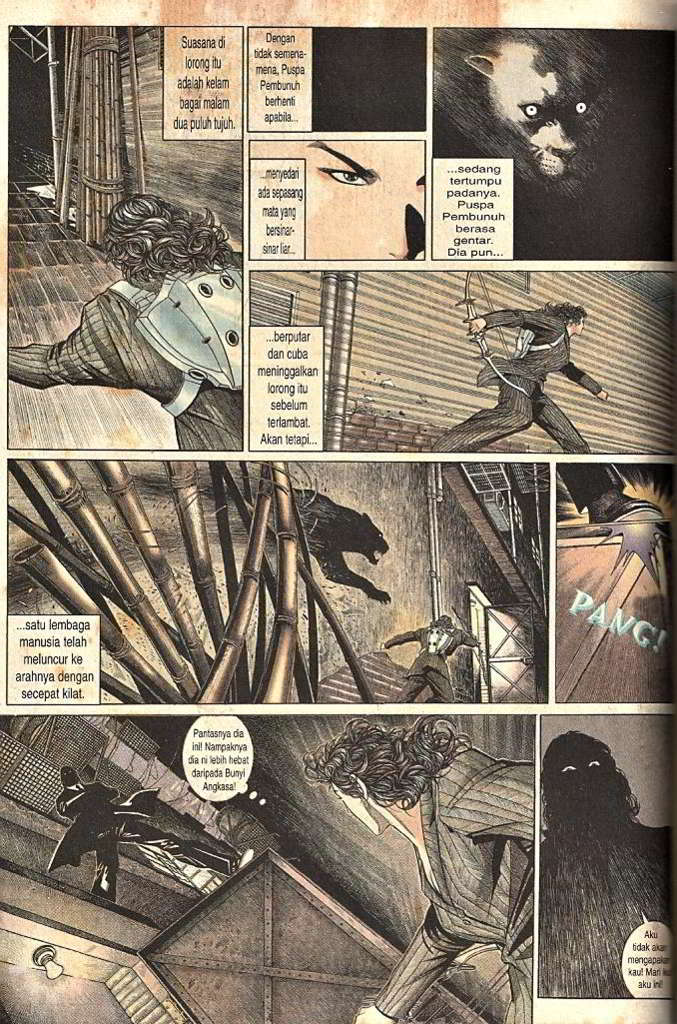 Suasana di
lorong itu
adalah kelam
bagai malam
dua puluh tujuh.
Dengan
tidak semena-
mena, Puspa
Pembunuh
berhenti
apabila...
...menyedari
ada sepasang
mata yang
bersinar-
sinar liar...
...sedang
tertumpu
padanya.
Puspa
Pembunuh
berasa
gentar.
Dia pun...
...berputar
dan cuba
meninggalkan
lorong itu
sebelum
terlambat.
Akan tetapi...
...satu lembaga
manusia telah
meluncur ke
arahnya dengan
secepat kilat.
PANG!
Pantasnya dia
ini! Nampaknya
dia ni lebih hebat
daripada Bunyi
Angkasa!
Aku
tidak akan
mengapakan
kau! Mari
aku ini!